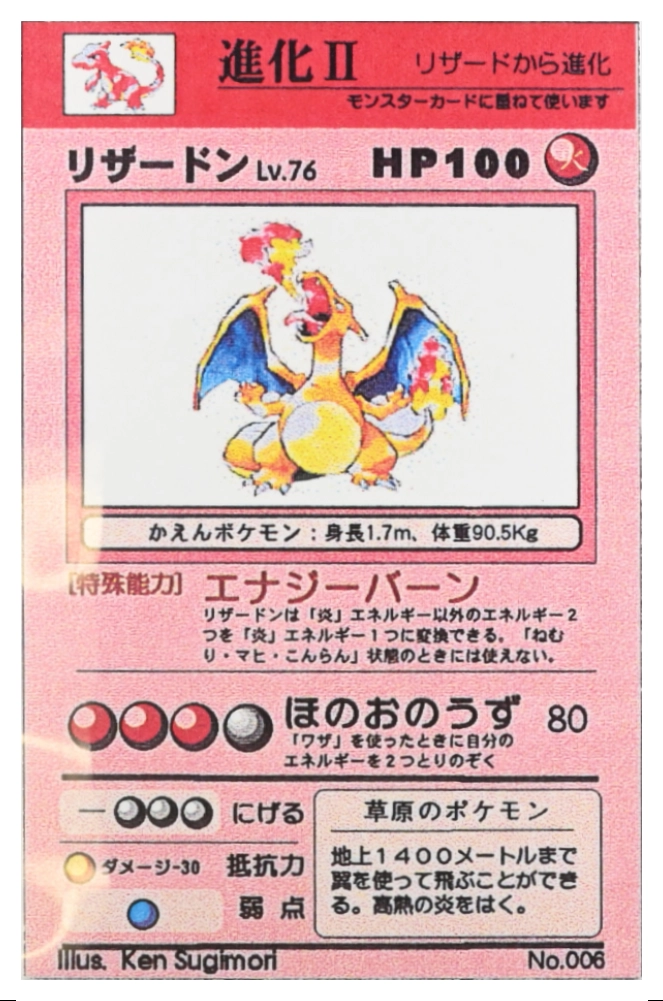 進化II
リザードから進化
モンスターカードに重ねて使います
リザードン Lv.76 HP100 火
かえんポケモン：身長1.7m、体重90.5Kg
[特殊能力] エナジーバーン
リザードンは「炎」エネルギー以外のエネルギー2
つを「炎」エネルギー1つに変換できる。「ねむ
り・マヒ・こんらん」状態のときには使えない。
ほのおのうず 80
「ワザ」を使ったときに自分の
エネルギーを2つとりのぞく
にげる
ダメージ-30 抵抗力
弱点
草原のポケモン
地上1400メートルまで
翼を使って飛ぶことができ
る。高熱の炎をはく。
Illus. Ken Sugimori
No.006